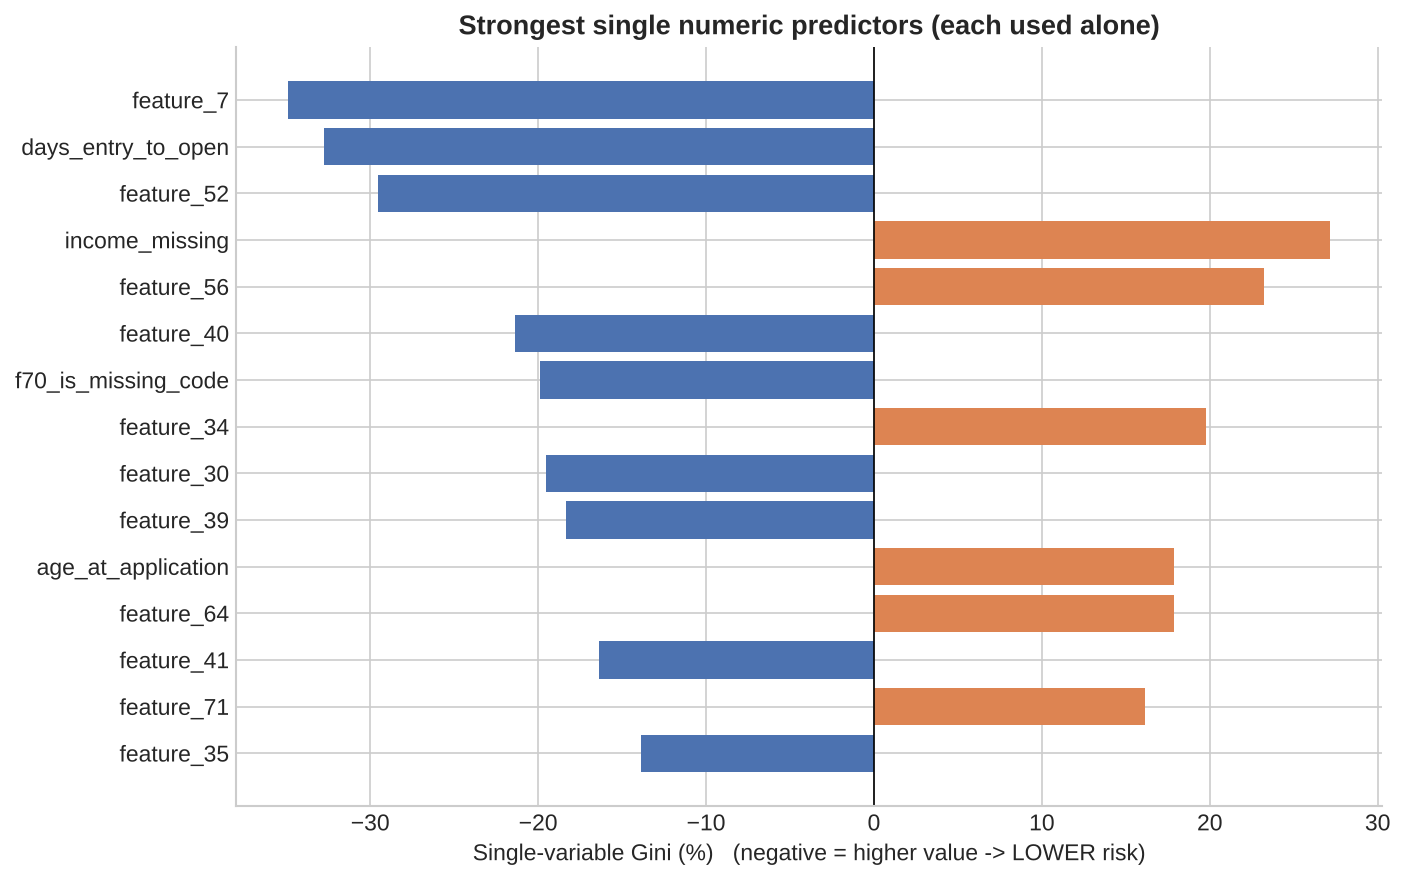 Strongest single numeric predictors (each used alone)
feature_7
days_entry_to_open
feature_52
income_missing
feature_56
feature_40
f70_is_missing_code
feature_34
feature_30
feature_39
age_at_application
feature_64
feature_41
feature_71
feature_35
−30 −20 −10 0 10 20 30
Single-variable Gini (%)   (negative = higher value -> LOWER risk)